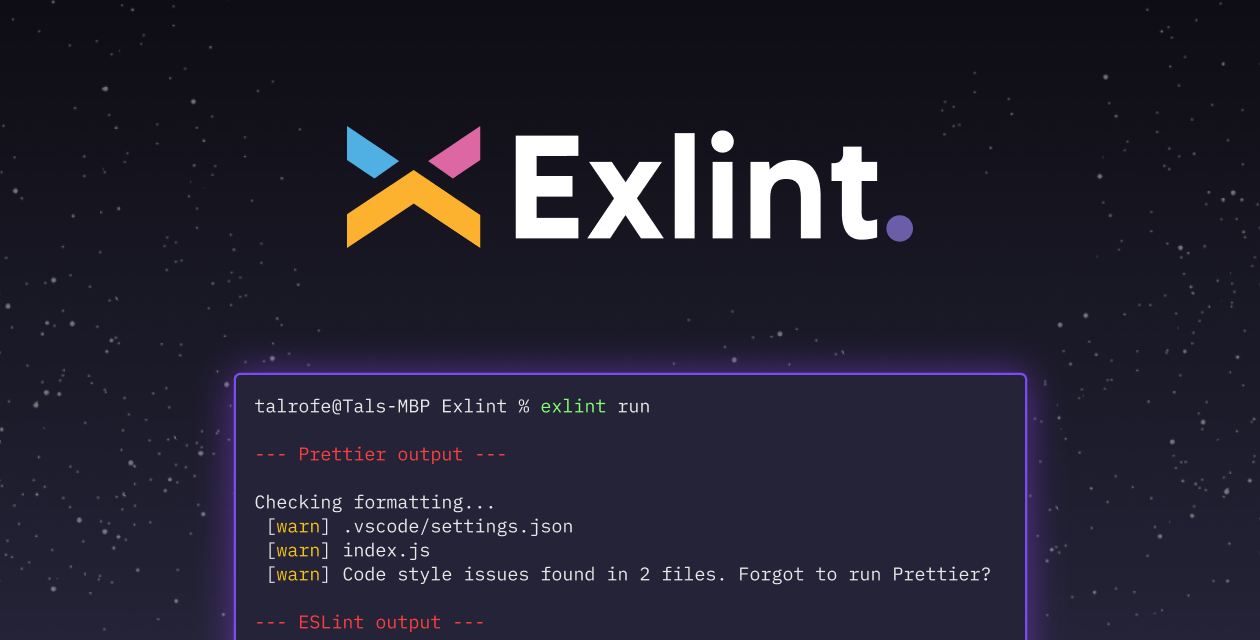 Exlint.
talrofe@Tals-MBP Exlint % exlint run
--- Prettier output ---
Checking formatting...
[warn] .vscode/settings.json
[warn] index.js
[warn] Code style issues found in 2 files. Forgot to run Prettier?
--- ESLint output ---